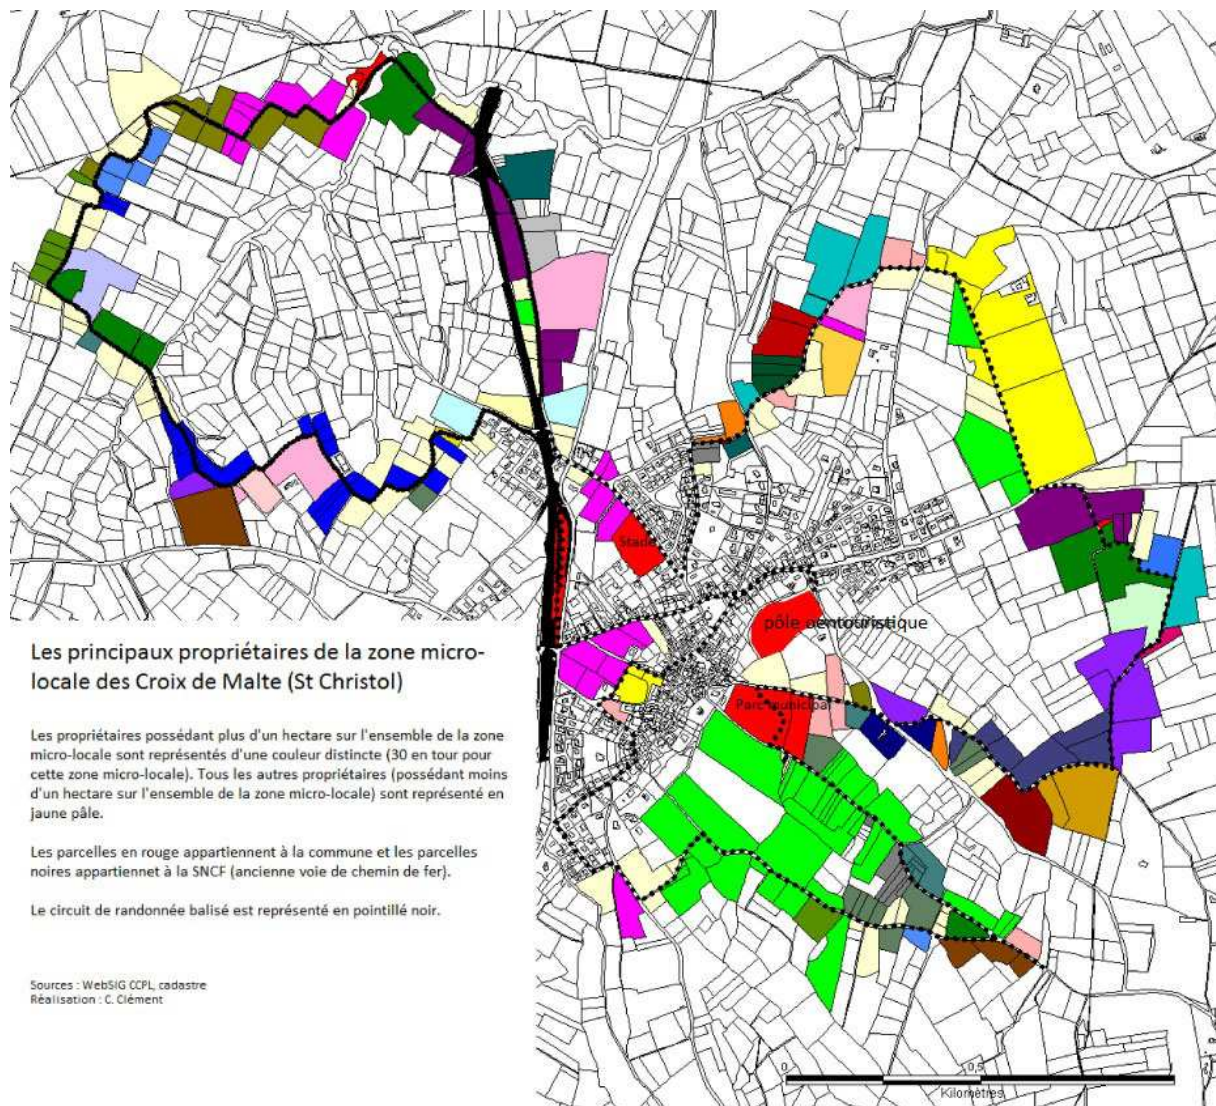 Stade
pôle oentouristique
Parc municipal
Les principaux propriétaires de la zone micro-
locale des Croix de Malte (St Christol)
Les propriétaires possédant plus d'un hectare sur l'ensemble de la zone
micro-locale sont représentés d'une couleur distincte (30 en tour pour
cette zone micro-locale). Tous les autres propriétaires (possédant moins
d'un hectare sur l'ensemble de la zone micro-locale) sont représenté en
jaune pâle.
Les parcelles en rouge appartiennent à la commune et les parcelles
noires appartiennet à la SNCF (ancienne voie de chemin de fer).
Le circuit de randonnée balisé est représenté en pointillé noir.
Sources : WebSIG CCPL, cadastre
Réalisation : C. Clément
0 0,5 1
Kilomètres